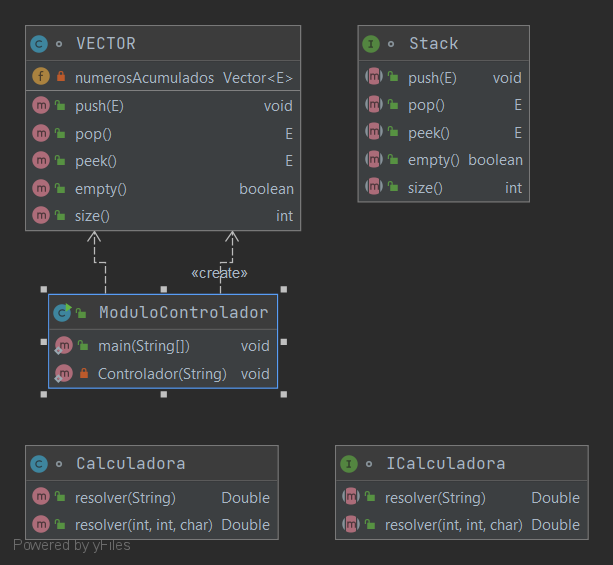 VECTOR
numerosAcumulados Vector<E>
push(E) void
pop() E
peek() E
empty() boolean
size() int
Stack
push(E) void
pop() E
peek() E
empty() boolean
size() int
«create»
ModuloControlador
main(String[]) void
Controlador(String) void
Calculadora
resolver(String) Double
resolver(int, int, char) Double
ICalculadora
resolver(String) Double
resolver(int, int, char) Double
Powered by yFiles